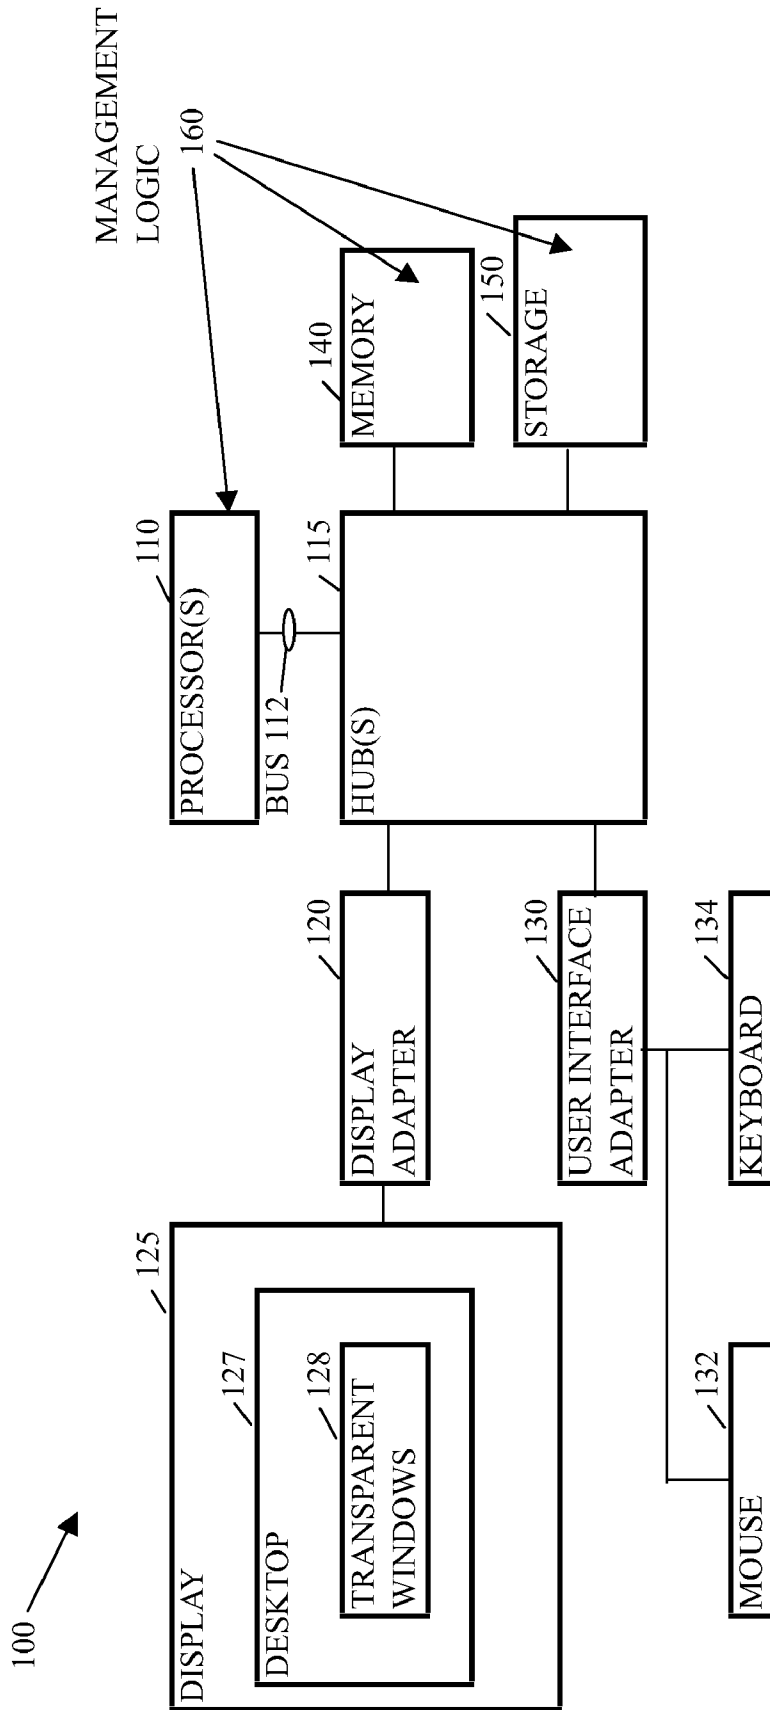 100
MANAGEMENT
LOGIC
160
DISPLAY
125
DESKTOP
127
TRANSPARENT
WINDOWS
128
PROCESSOR(S)
110
BUS 112
DISPLAY
ADAPTER
120
HUB(S)
115
MEMORY
140
STORAGE
150
USER INTERFACE
ADAPTER
130
MOUSE
132
KEYBOARD
134